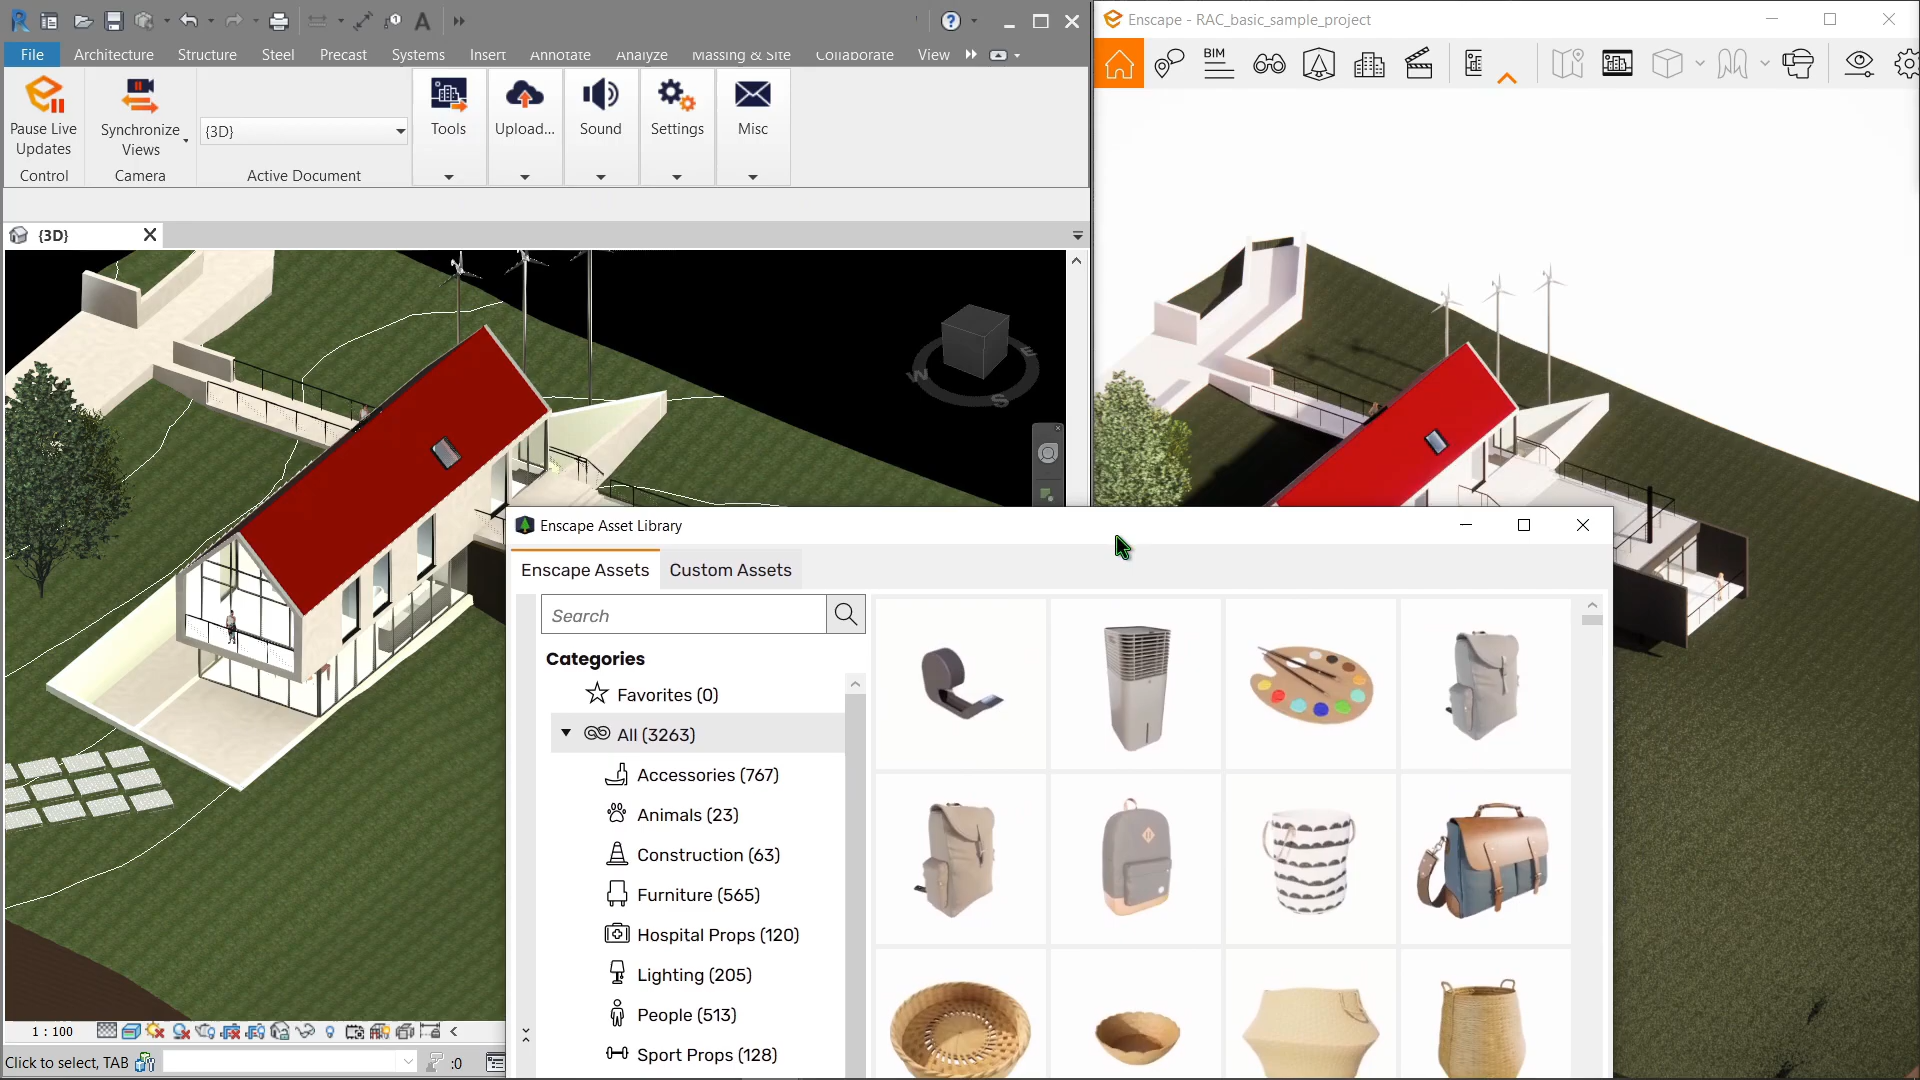 Enscape - RAC_basic_sample_project
File Architecture Structure Steel Precast Systems Insert Annotate Analyze Massing & Site Collaborate View
BIM
Pause Live
Updates
Synchronize
Views
{3D}
Tools
Upload...
Sound
Settings
Misc
Control
Camera
Active Document
{3D}
W
S
E
Enscape Asset Library
Enscape Assets
Custom Assets
Search
Categories
Favorites (0)
All (3263)
Accessories (767)
Animals (23)
Construction (63)
Furniture (565)
Hospital Props (120)
Lighting (205)
People (513)
Sport Props (128)
1 : 100
Click to select, TAB
:0